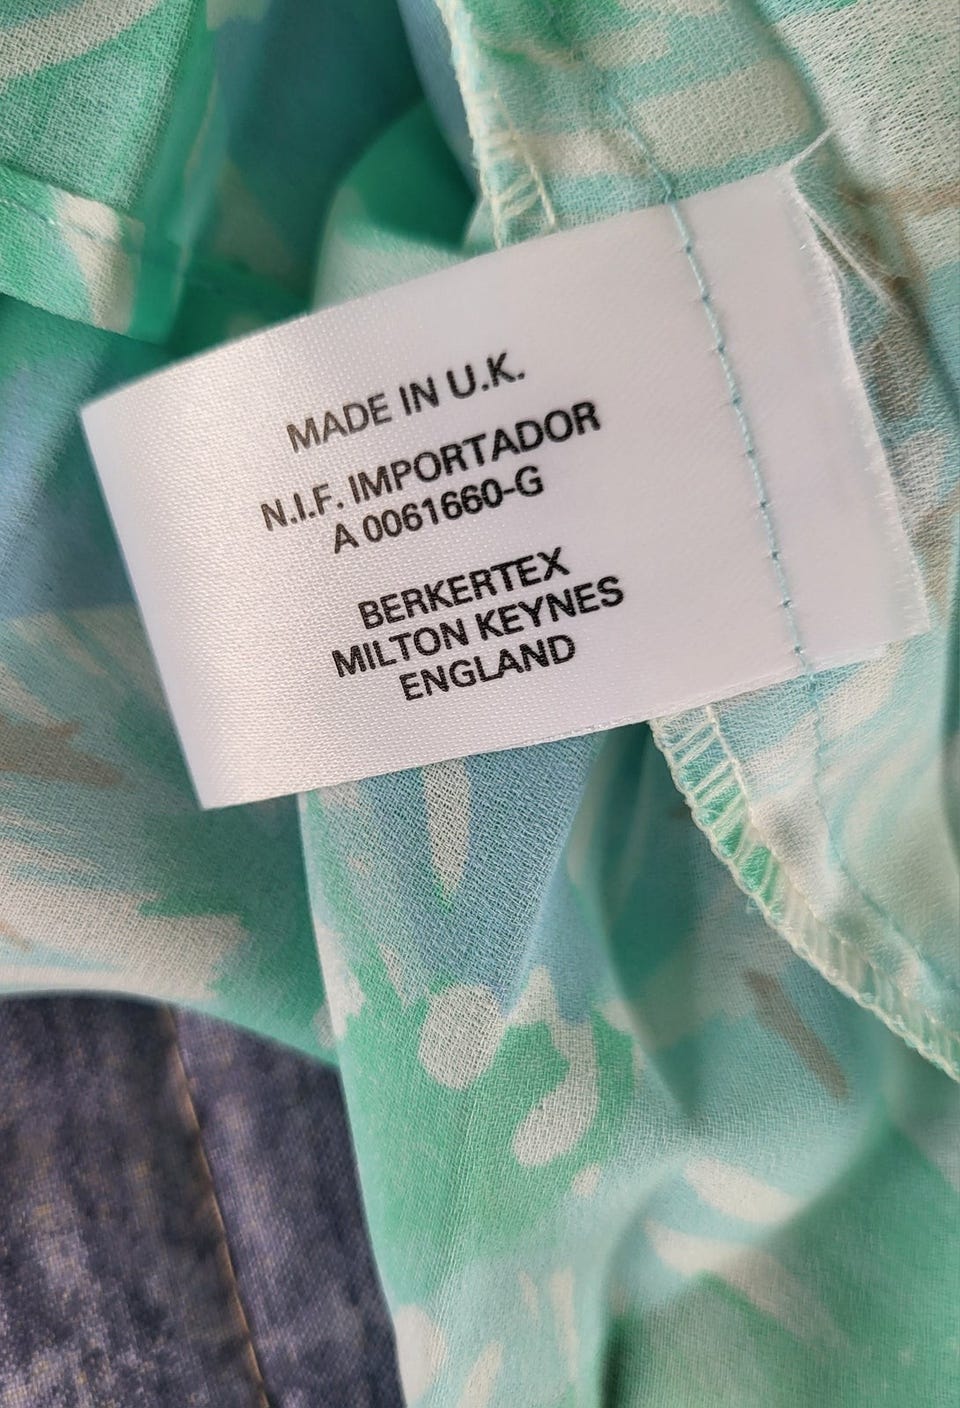 MADE IN U.K.
N.I.F. IMPORTADOR
A 0061660-G
BERKERTEX
MILTON KEYNES
ENGLAND